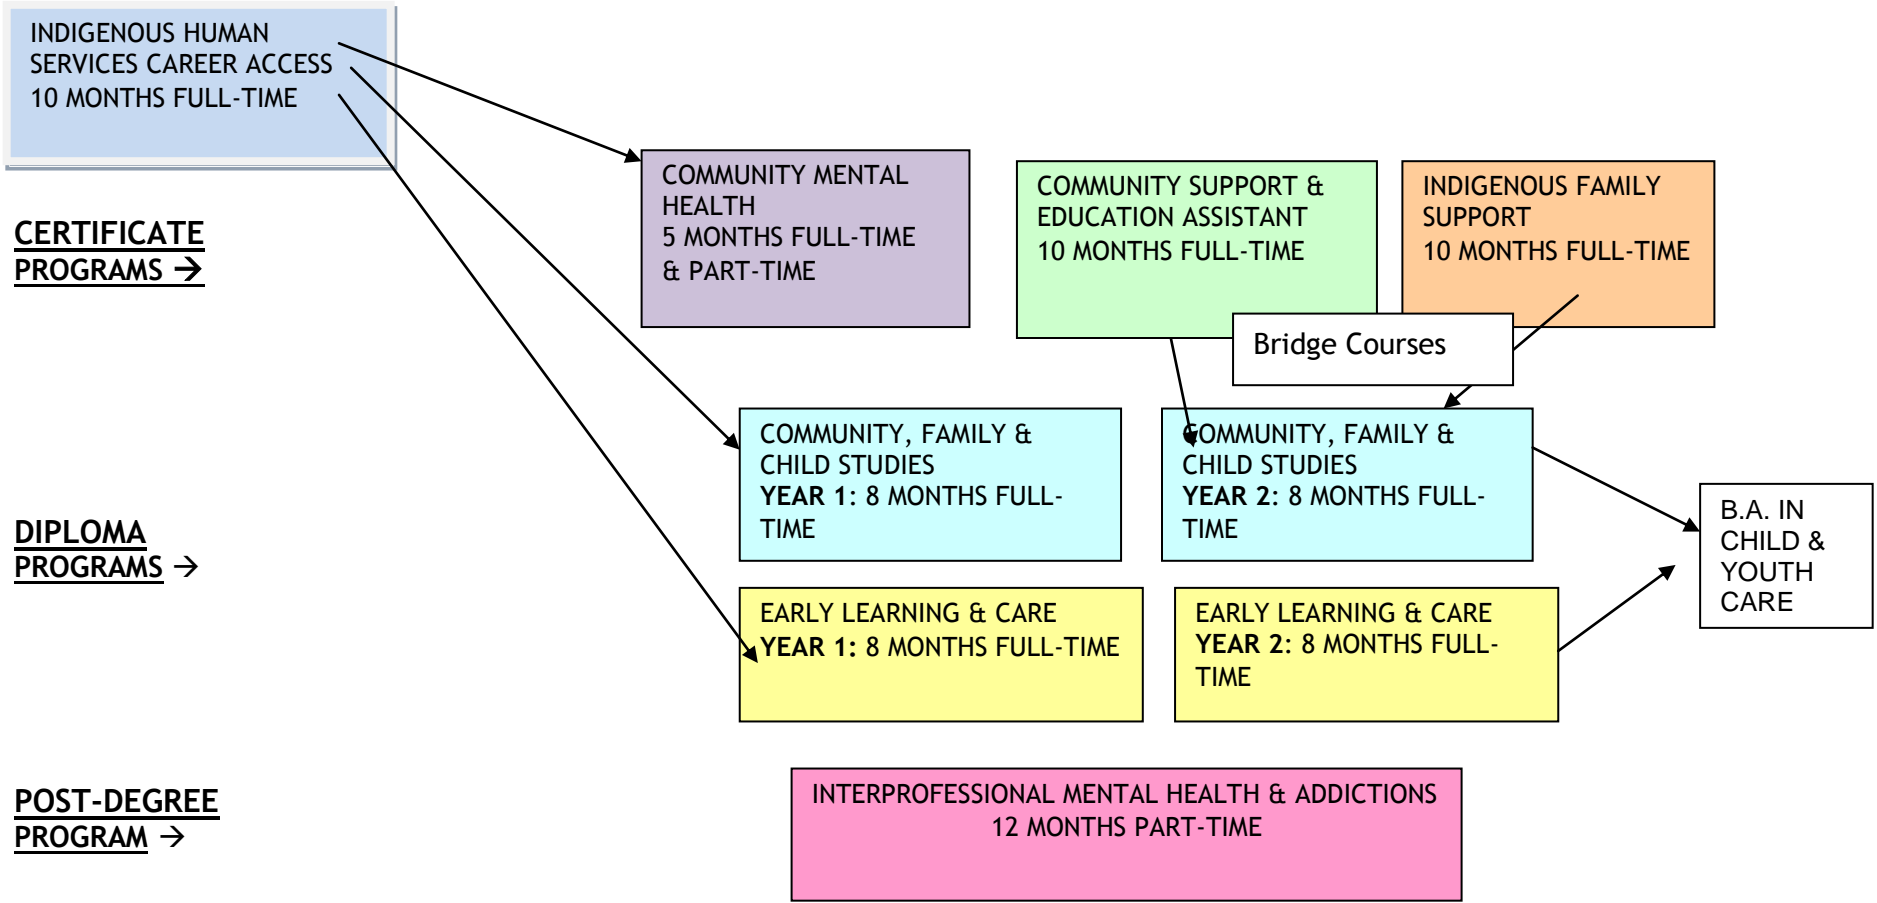 INDIGENOUS HUMAN
SERVICES CAREER ACCESS
10 MONTHS FULL-TIME
CERTIFICATE
PROGRAMS →
COMMUNITY MENTAL
HEALTH
5 MONTHS FULL-TIME
& PART-TIME
COMMUNITY SUPPORT &
EDUCATION ASSISTANT
10 MONTHS FULL-TIME
INDIGENOUS FAMILY
SUPPORT
10 MONTHS FULL-TIME
Bridge Courses
DIPLOMA
PROGRAMS →
COMMUNITY, FAMILY &
CHILD STUDIES
YEAR 1: 8 MONTHS FULL-
TIME
COMMUNITY, FAMILY &
CHILD STUDIES
YEAR 2: 8 MONTHS FULL-
TIME
B.A. IN
CHILD &
YOUTH
CARE
EARLY LEARNING & CARE
YEAR 1: 8 MONTHS FULL-TIME
EARLY LEARNING & CARE
YEAR 2: 8 MONTHS FULL-
TIME
POST-DEGREE
PROGRAM →
INTERPROFESSIONAL MENTAL HEALTH & ADDICTIONS
12 MONTHS PART-TIME